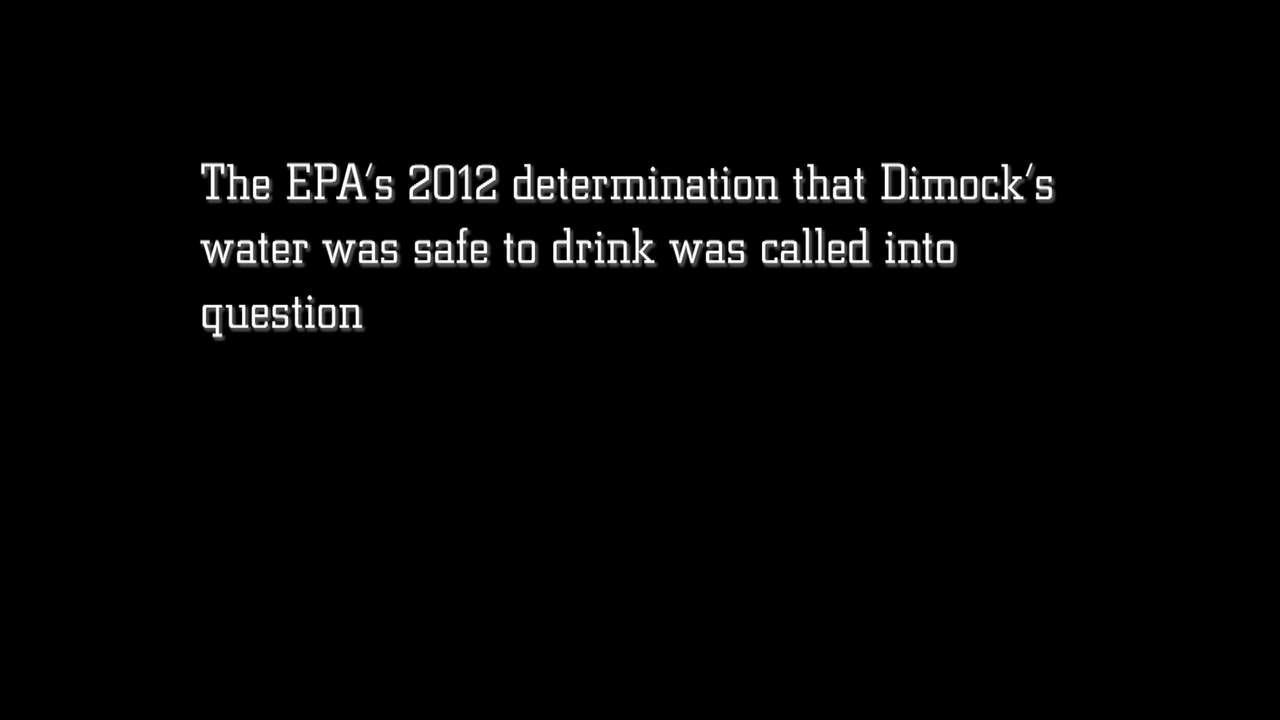 The EPA's 2012 determination that Dimock's
water was safe to drink was called into
question